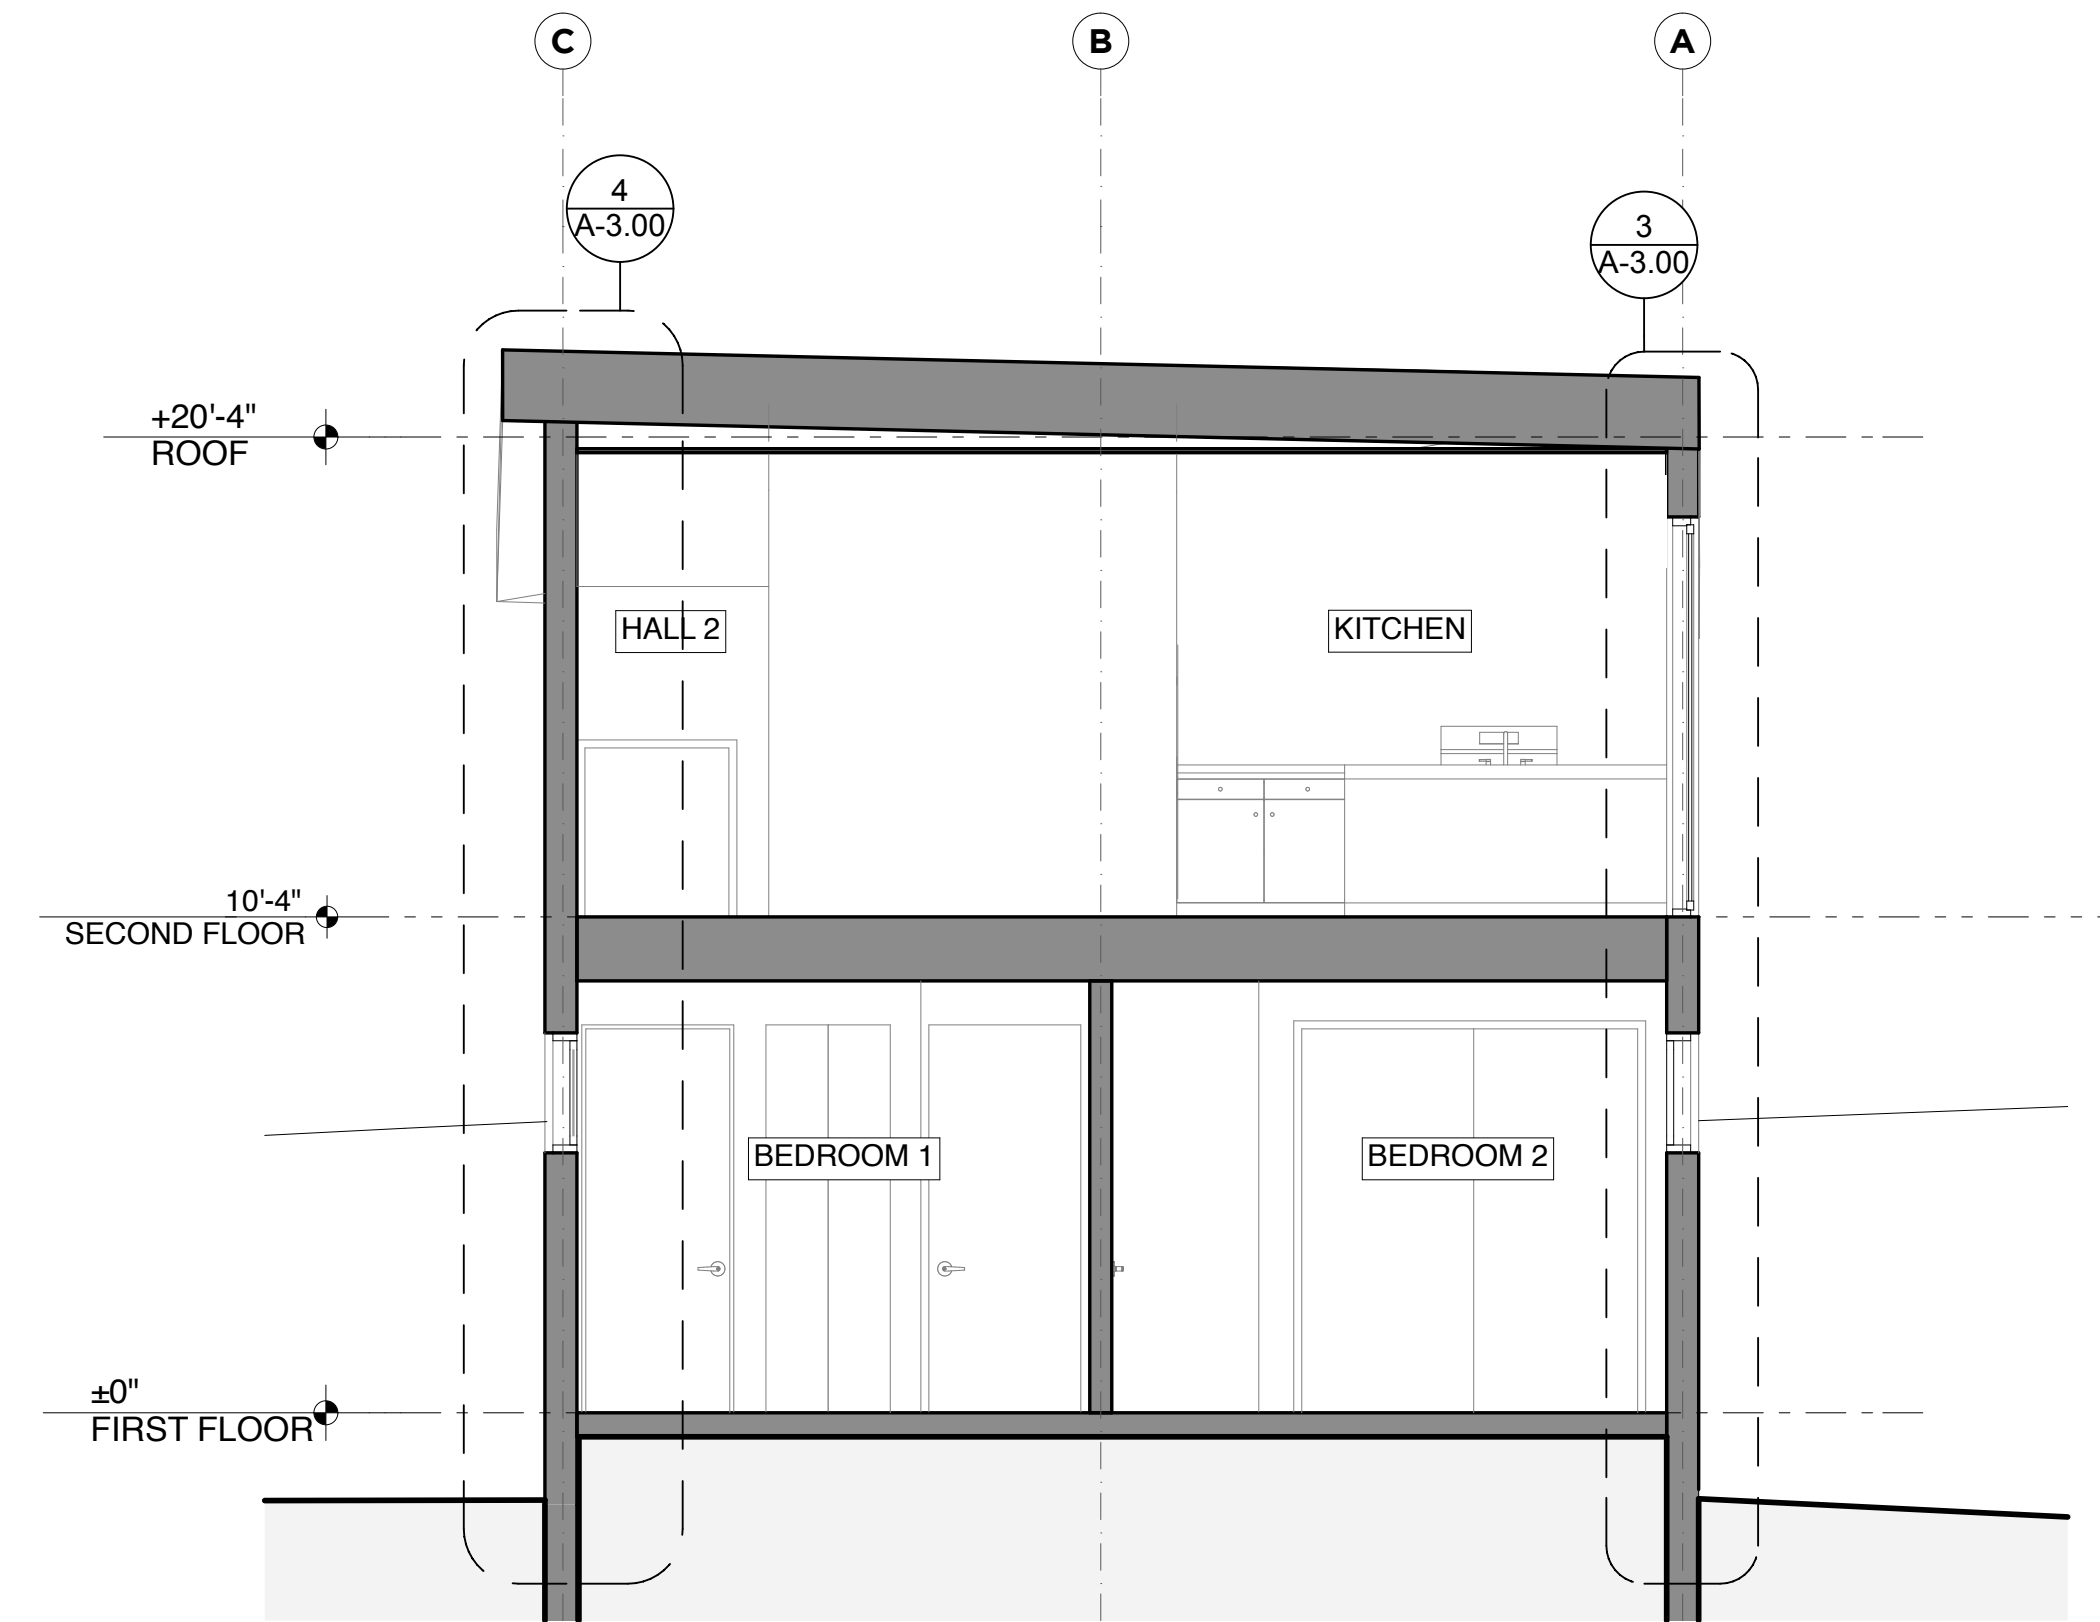 C
B
A
4
A-3.00
3
A-3.00
+20'-4"
ROOF
HALL 2
KITCHEN
10'-4"
SECOND FLOOR
BEDROOM 1
BEDROOM 2
±0"
FIRST FLOOR